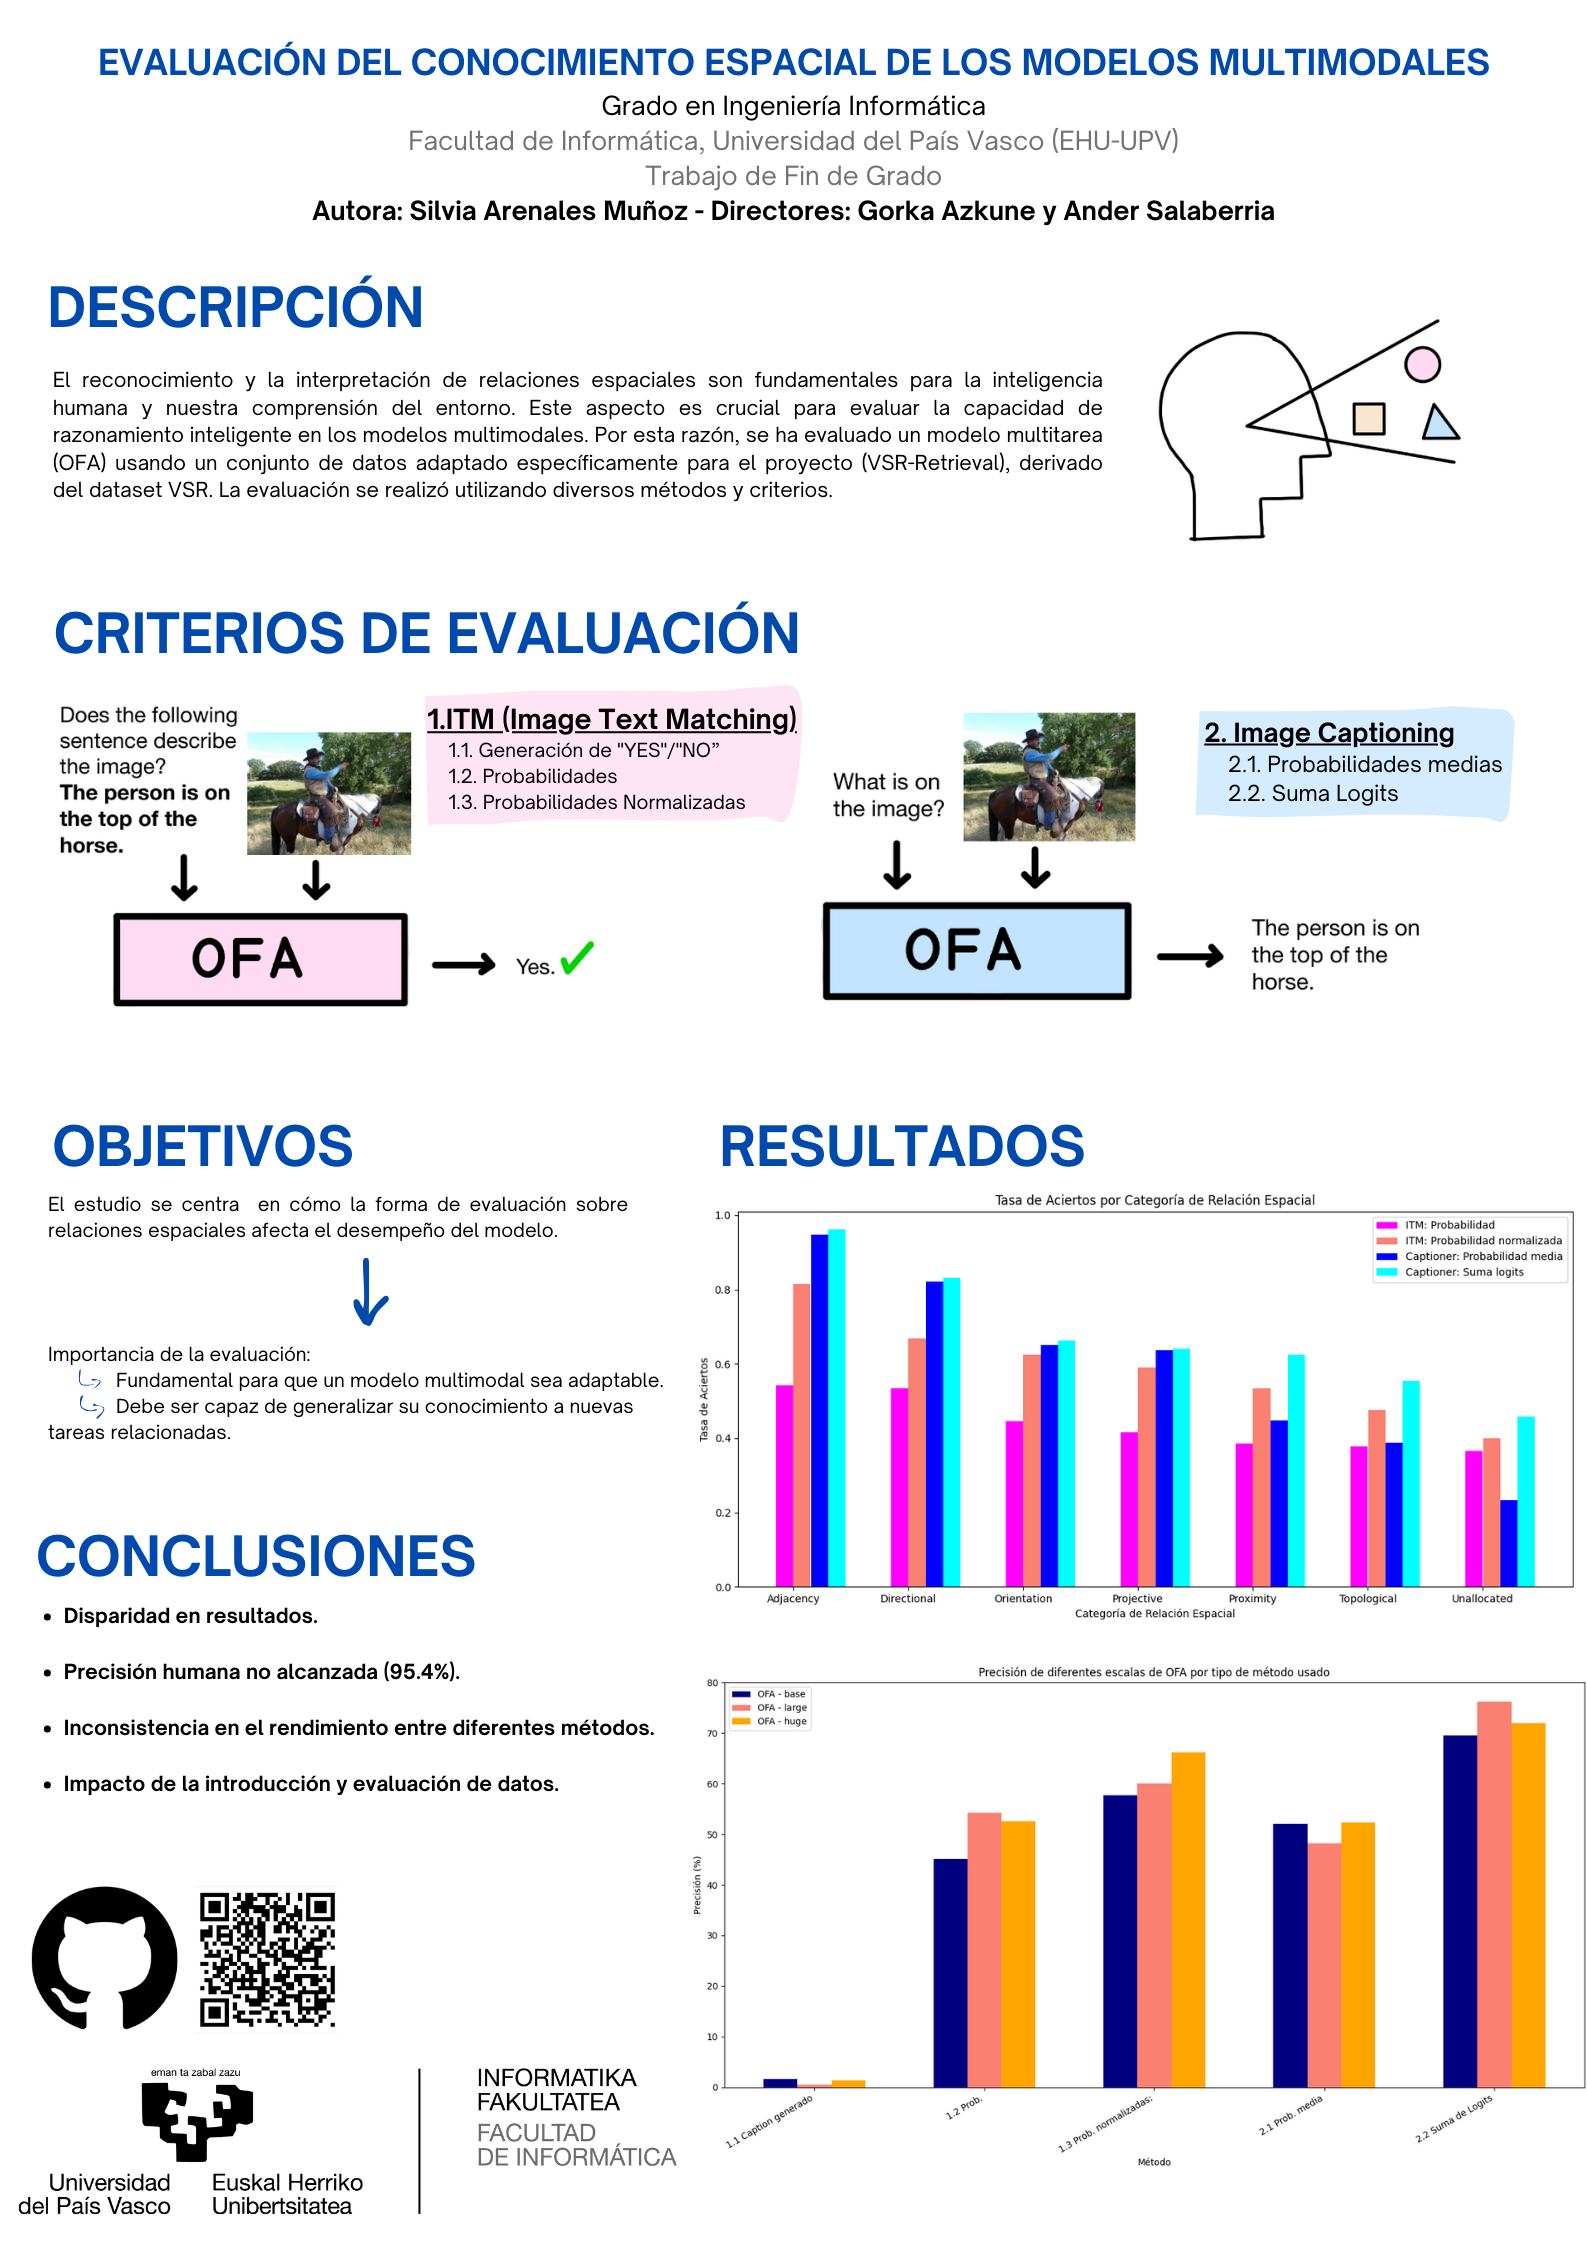 EVALUACIÓN DEL CONOCIMIENTO ESPACIAL DE LOS MODELOS MULTIMODALES
Grado en Ingeniería Informática
Facultad de Informática, Universidad del País Vasco (EHU-UPV)
Trabajo de Fin de Grado
Autora: Silvia Arenales Muñoz - Directores: Gorka Azkune y Ander Salaberria
DESCRIPCIÓN
El reconocimiento y la interpretación de relaciones espaciales son fundamentales para la inteligencia
humana y nuestra comprensión del entorno. Este aspecto es crucial para evaluar la capacidad de
razonamiento inteligente en los modelos multimodales. Por esta razón, se ha evaluado un modelo multitarea
(OFA) usando un conjunto de datos adaptado específicamente para el proyecto (VSR-Retrieval), derivado
del dataset VSR. La evaluación se realizó utilizando diversos métodos y criterios.
CRITERIOS DE EVALUACIÓN
Does the following
sentence describe
the image?
The person is on
the top of the
horse.
1.ITM (Image Text Matching)
1.1. Generación de "YES"/"NO”
1.2. Probabilidades
1.3. Probabilidades Normalizadas
OFA
Yes.
What is on
the image?
2. Image Captioning
2.1. Probabilidades medias
2.2. Suma Logits
OFA
The person is on
the top of the
horse.
OBJETIVOS
El estudio se centra en cómo la forma de evaluación sobre
relaciones espaciales afecta el desempeño del modelo.
Importancia de la evaluación:
Fundamental para que un modelo multimodal sea adaptable.
Debe ser capaz de generalizar su conocimiento a nuevas
tareas relacionadas.
CONCLUSIONES
• Disparidad en resultados.
• Precisión humana no alcanzada (95.4%).
• Inconsistencia en el rendimiento entre diferentes métodos.
• Impacto de la introducción y evaluación de datos.
RESULTADOS
Tasa de Aciertos por Categoría de Relación Espacial
ITM: Probabilidad
ITM: Probabilidad normalizada
Captioner: Probabilidad media
Captioner: Suma logits
1.0
0.8
0.6
0.4
0.2
0.0
Tasa de Aciertos
Adjacency Directional Orientation Projective Proximity Topological Unallocated
Categoría de Relación Espacial
Precisión de diferentes escalas de OFA por tipo de método usado
OFA - base
OFA - large
OFA - huge
80
70
60
50
40
30
20
10
0
Precisión (%)
1.1 Caption generado
1.2 Prob.
1.3 Prob. normalizadas:
2.1 Prob. media
2.2 Suma de Logits
Método
eman ta zabal zazu
Universidad
del País Vasco
Euskal Herriko
Unibertsitatea
INFORMATIKA
FAKULTATEA
FACULTAD
DE INFORMÁTICA